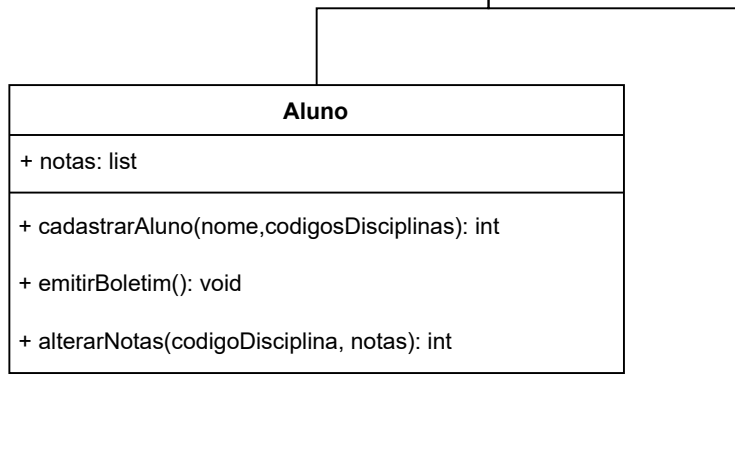 Aluno
+ notas: list
+ cadastrarAluno(nome,codigosDisciplinas): int
+ emitirBoletim(): void
+ alterarNotas(codigoDisciplina, notas): int